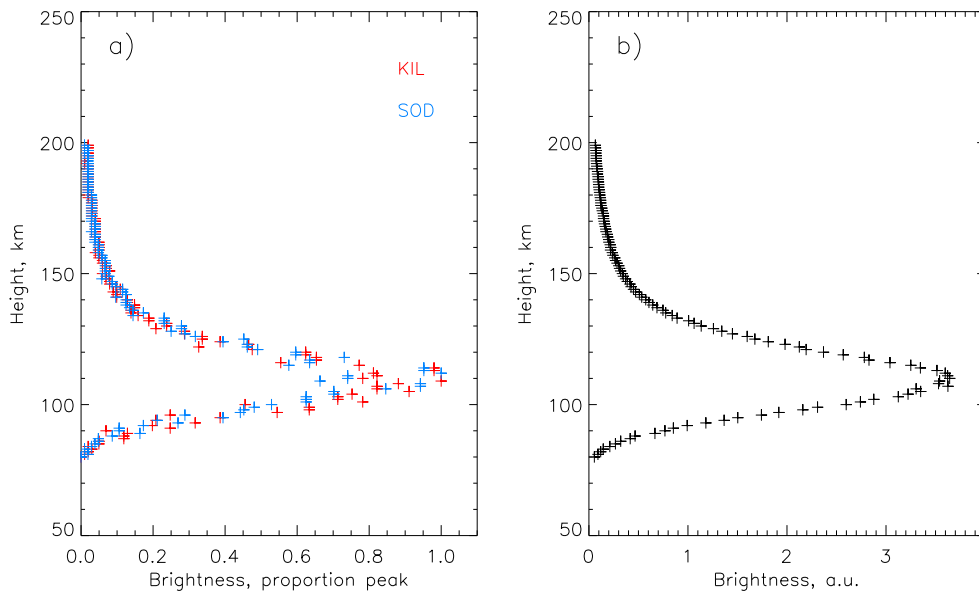 a)
KIL
SOD
250
200
150
100
50
Height, km
0.0 0.2 0.4 0.6 0.8 1.0
Brightness, proportion peak
b)
250
200
150
100
50
Height, km
0 1 2 3
Brightness, a.u.